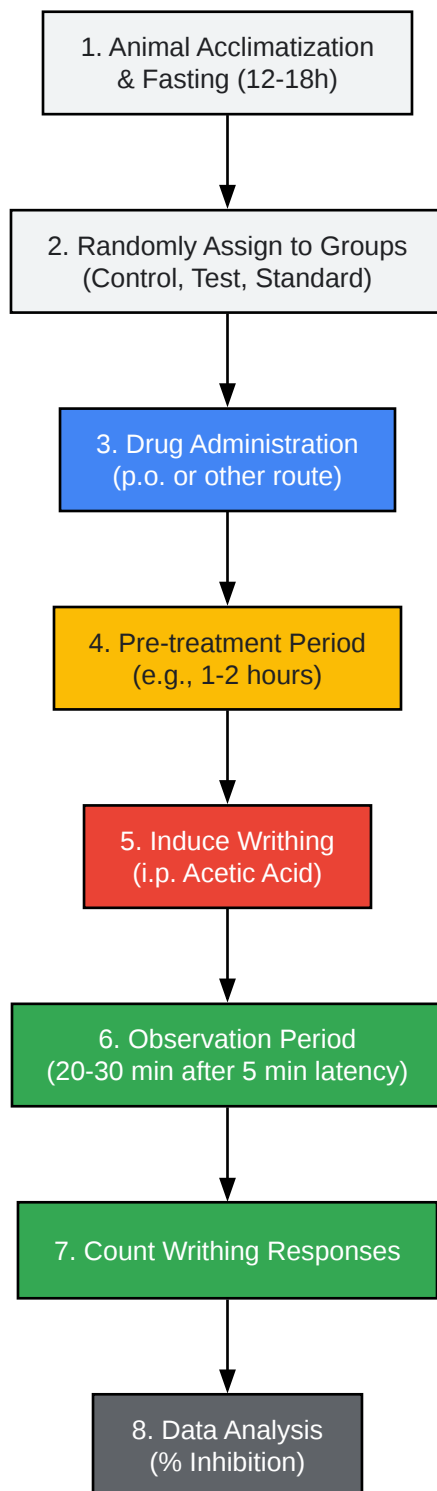 1. Animal Acclimatization
& Fasting (12-18h)
2. Randomly Assign to Groups
(Control, Test, Standard)
3. Drug Administration
(p.o. or other route)
4. Pre-treatment Period
(e.g., 1-2 hours)
5. Induce Writhing
(i.p. Acetic Acid)
6. Observation Period
(20-30 min after 5 min latency)
7. Count Writhing Responses
8. Data Analysis
(% Inhibition)